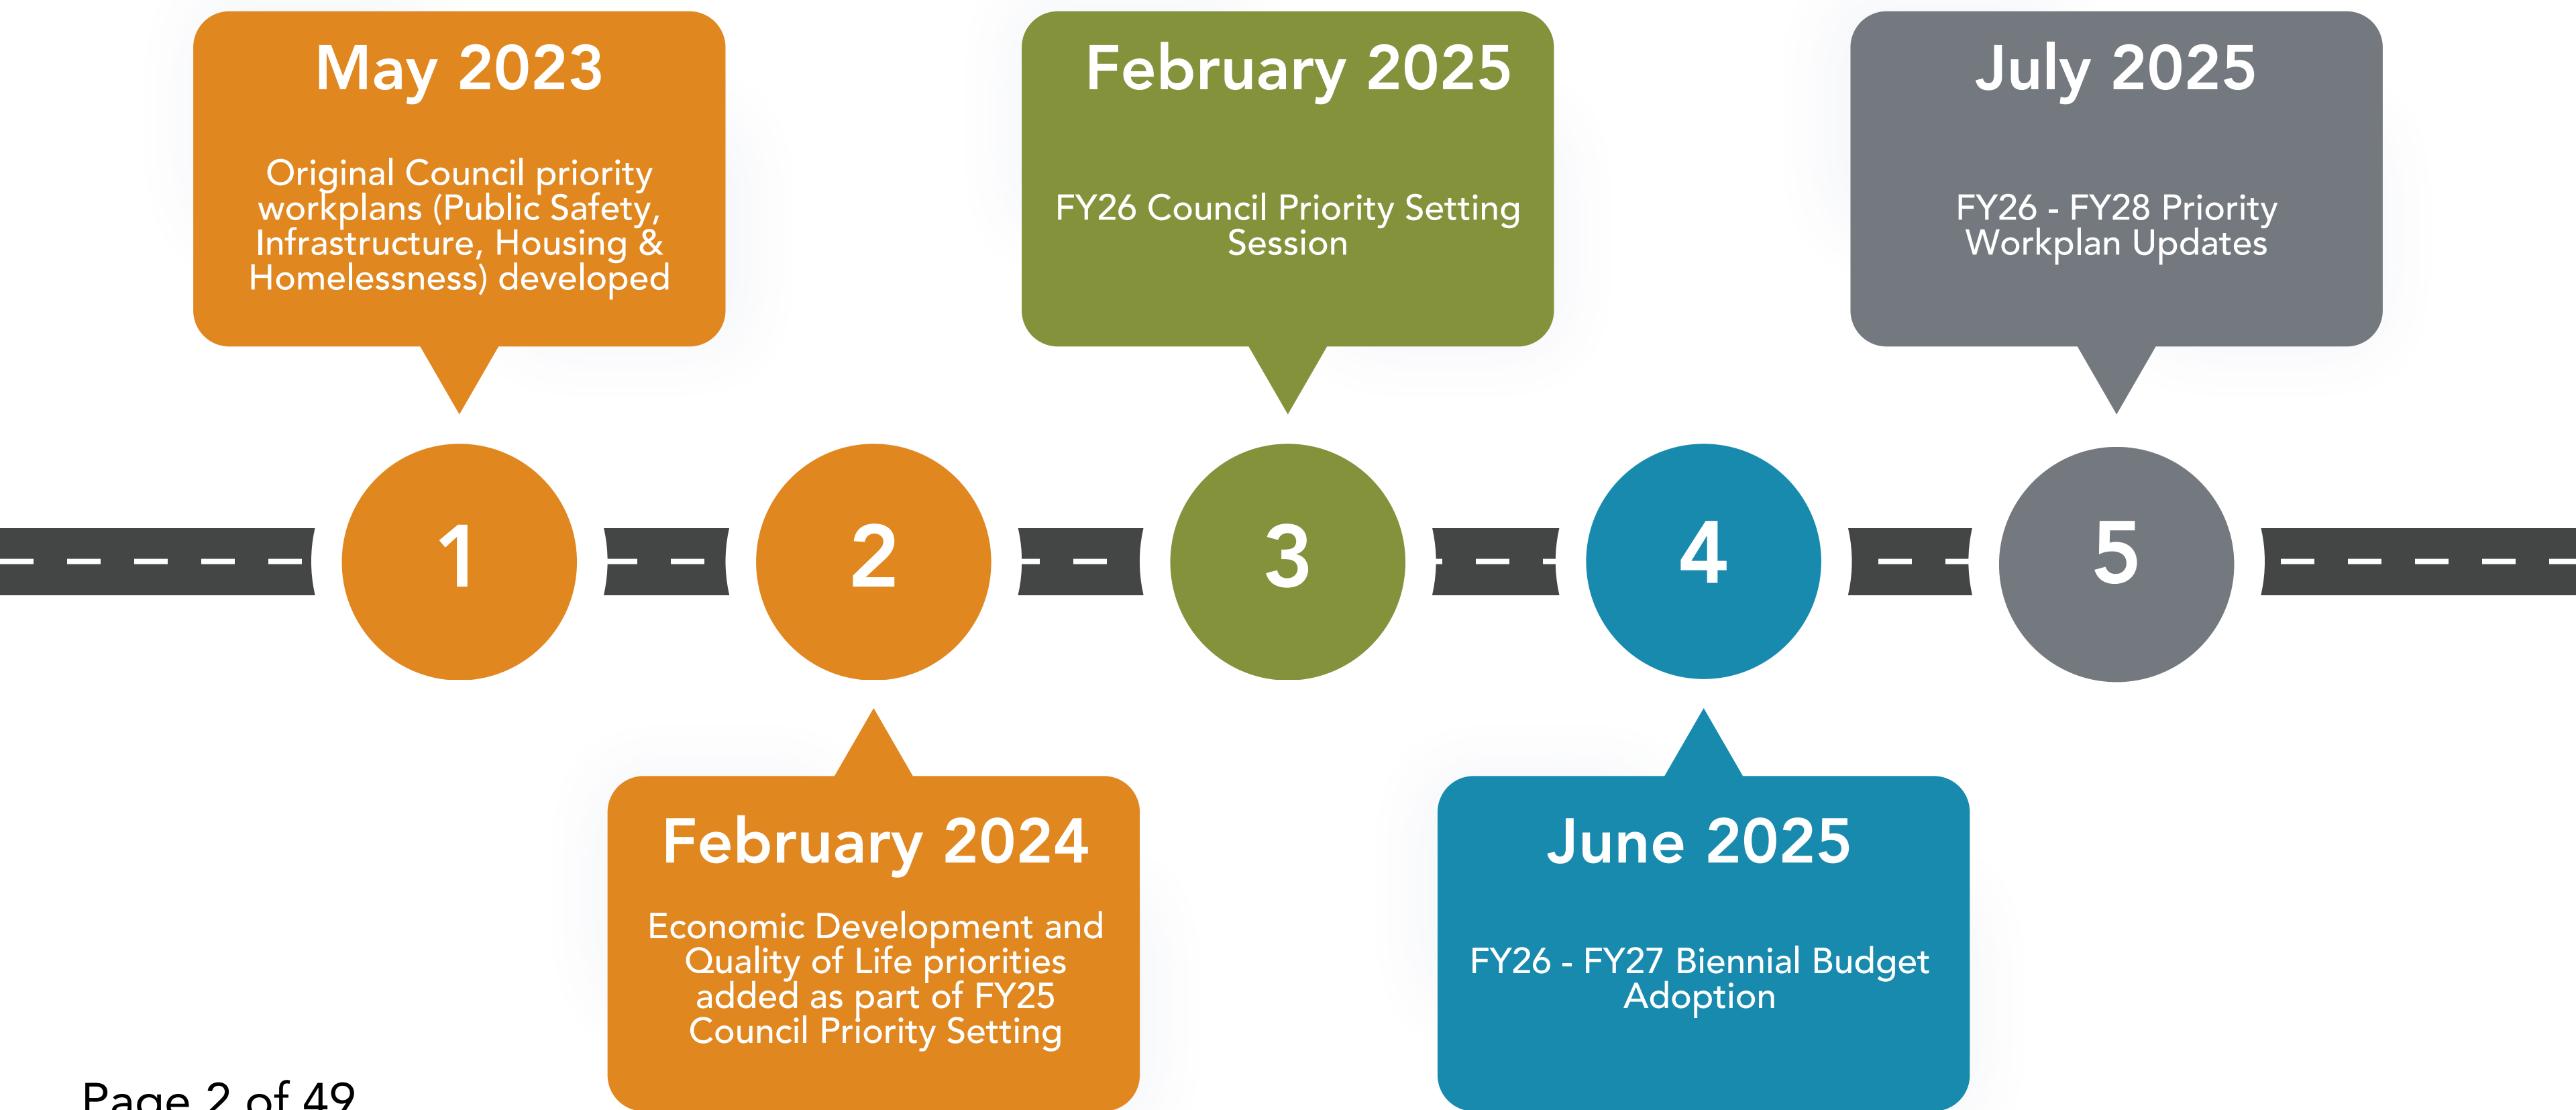 May 2023
Original Council priority
workplans (Public Safety,
Infrastructure, Housing &
Homelessness) developed
February 2025
FY26 Council Priority Setting
Session
July 2025
FY26 - FY28 Priority
Workplan Updates
1
2
3
4
5
February 2024
Economic Development and
Quality of Life priorities
added as part of FY25
Council Priority Setting
June 2025
FY26 - FY27 Biennial Budget
Adoption
Page 2 of 49